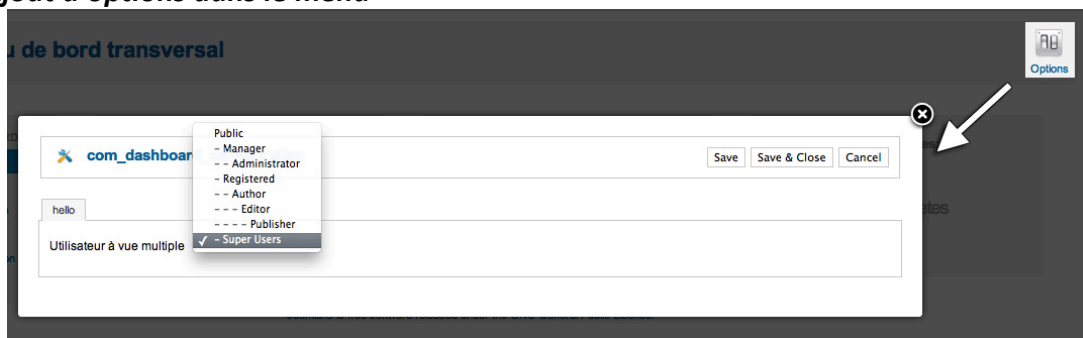 u de bord transversal
Options
com_dashboar
Save
Save & Close
Cancel
Public
- Manager
- - Administrator
- Registered
- - Author
- - - Editor
- - - - Publisher
✓ - Super Users
hello
Utilisateur à vue multiple